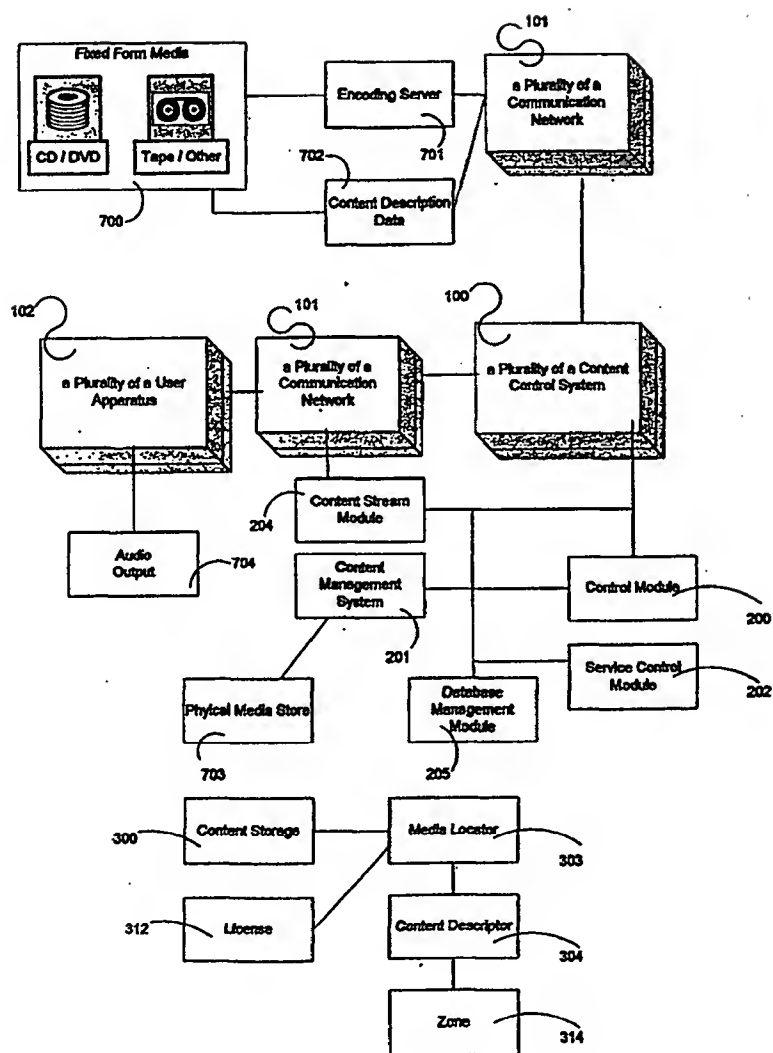 101
Fixed Form Media
CD / DVD
Tape / Other
700
Encoding Server
701
702
Content Description
Data
a Plurality of a
Communication
Network
102
a Plurality of a User
Apparatus
101
a Plurality of a
Communication
Network
100
a Plurality of a Content
Control System
204
Content Stream
Module
Audio
Output
704
Content
Management
System
201
Control Module
200
Service Control
Module
202
Phyical Media Store
703
Database
Management
Module
205
300
Content Storage
Media Locator
303
312
License
Content Descriptor
304
Zone
314